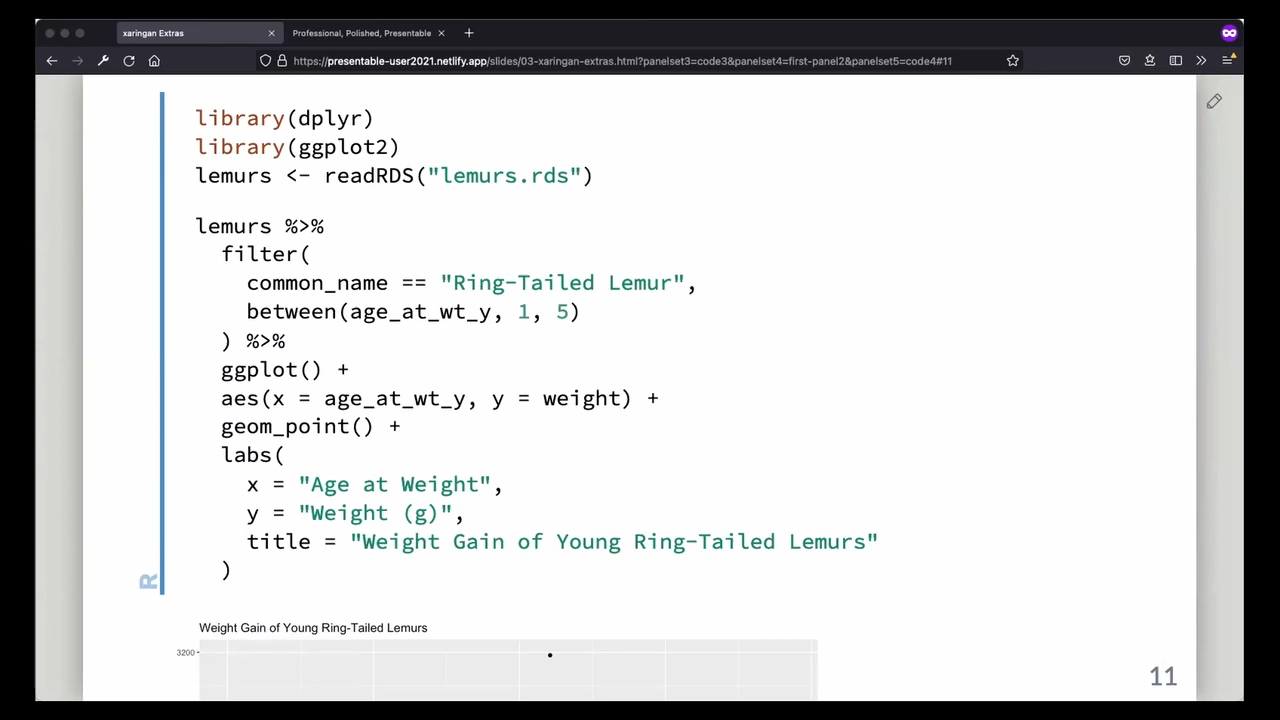 xaringan Extras
Professional, Polished, Presentable
https://presentable-user2021.netlify.app/slides/03-xaringan-extras.html?panelset3=code3&panelset4=first-panel2&panelset5=code4#11
library(dplyr)
library(ggplot2)
lemurs <- readRDS("lemurs.rds")
lemurs %>%
filter(
common_name == "Ring-Tailed Lemur",
between(age_at_wt_y, 1, 5)
) %>%
ggplot() +
aes(x = age_at_wt_y, y = weight) +
geom_point() +
labs(
x = "Age at Weight",
y = "Weight (g)",
title = "Weight Gain of Young Ring-Tailed Lemurs"
)
R
Weight Gain of Young Ring-Tailed Lemurs
3200
11